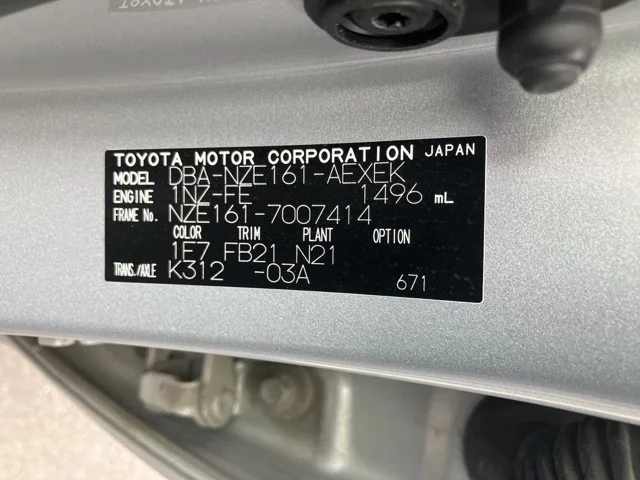 TOYOTA MOTOR CORPORATION JAPAN
MODEL DBA-NZE161-AEXEK
ENGINE 1NZ-FE 1496 mL
FRAME No. NZE161-7007414
COLOR TRIM PLANT OPTION
1F7 FB21 N21
TRANS./AXLE K312 -03A
671